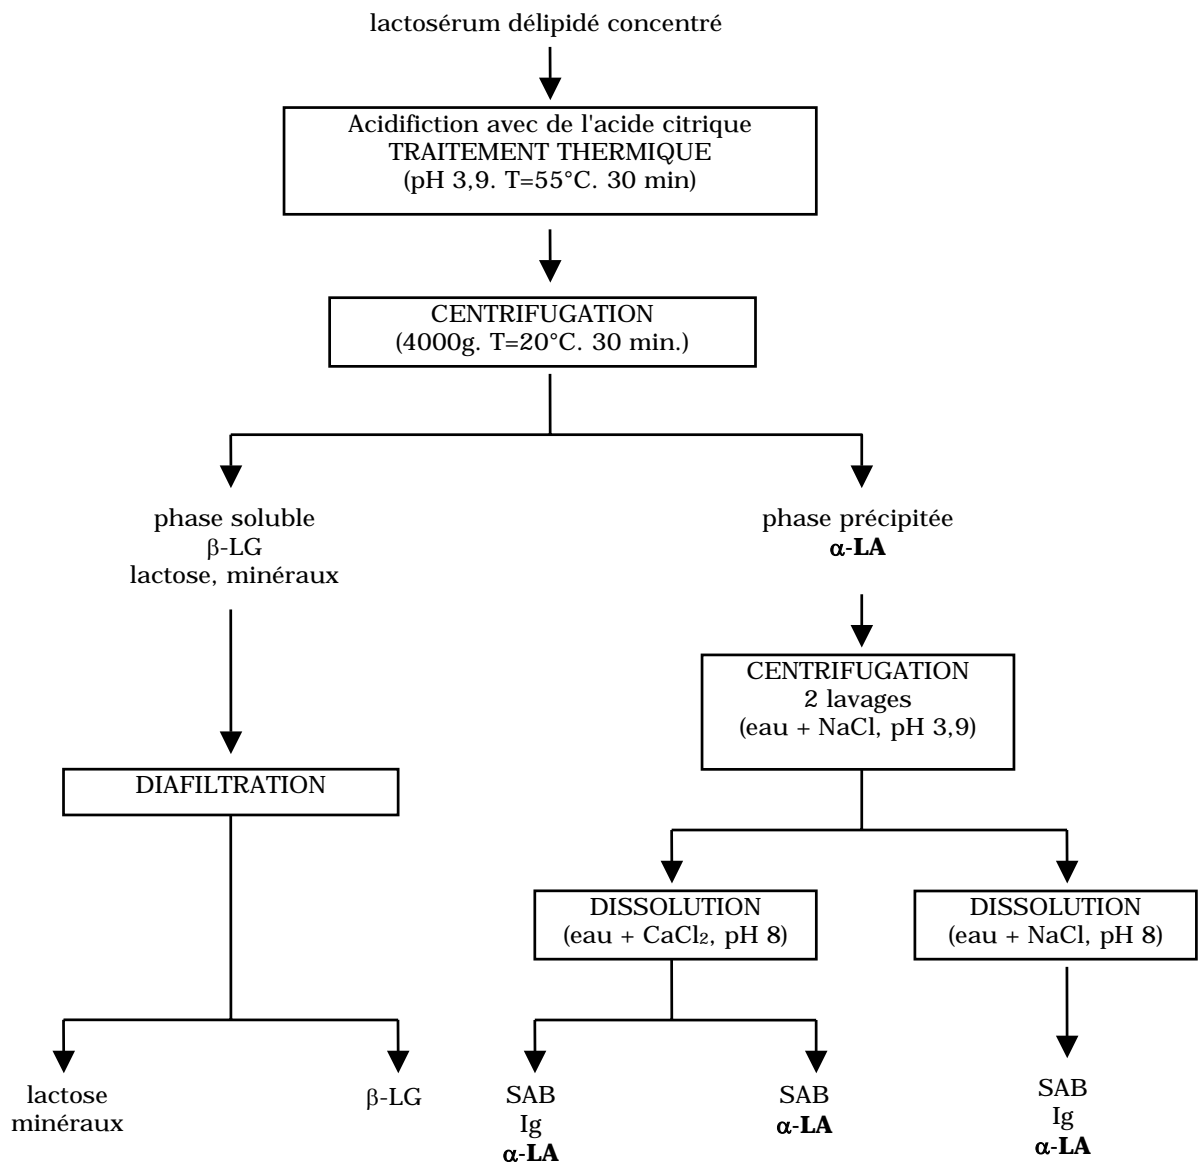 lactosérum délipidé concentré
Acidifiction avec de l'acide citrique
TRAITEMENT THERMIQUE
(pH 3,9. T=55°C. 30 min)
CENTRIFUGATION
(4000g. T=20°C. 30 min.)
phase soluble
β-LG
lactose, minéraux
phase précipitée
α-LA
CENTRIFUGATION
2 lavages
(eau + NaCl, pH 3,9)
DIAFILTRATION
DISSOLUTION
(eau + CaCl₂, pH 8)
DISSOLUTION
(eau + NaCl, pH 8)
lactose
minéraux
β-LG
SAB
Ig
α-LA
SAB
α-LA
SAB
Ig
α-LA